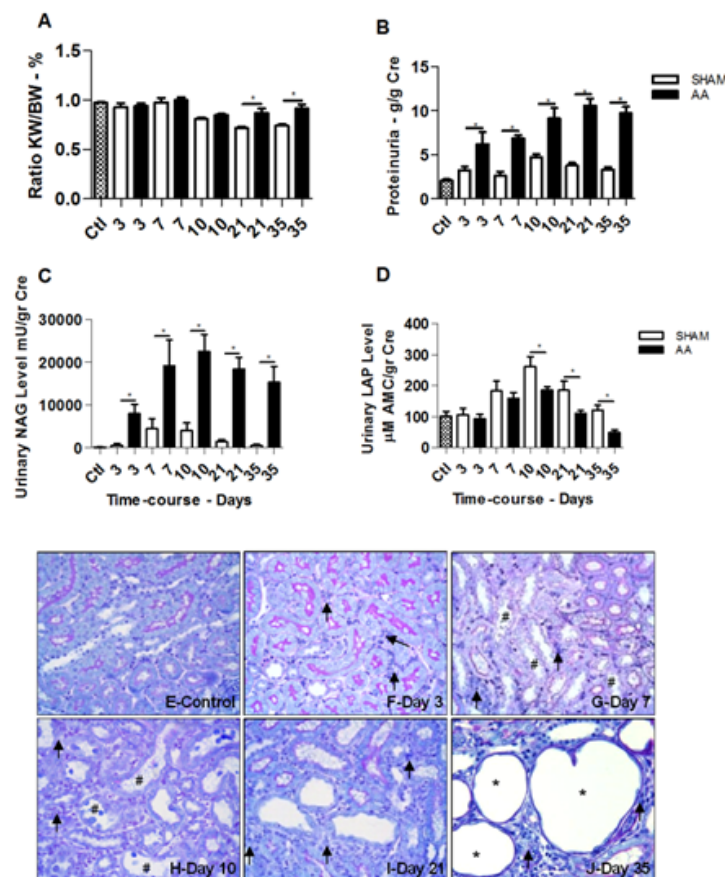 A
Ratio KW/BW - %
1.5
1.0
0.5
0.0
Ctl 3 3 7 7 10 10 21 21 35 35
* *
B
Proteinuria - g/g Cre
15
10
5
0
Ctl 3 3 7 7 10 10 21 21 35 35
* * * * *
SHAM
AA
C
Urinary NAG Level mU/gr Cre
30000
20000
10000
0
Ctl 3 3 7 7 10 10 21 21 35 35
* * * * *
Time-course - Days
D
Urinary LAP Level
µM AMC/gr Cre
400
300
200
100
0
Ctl 3 3 7 7 10 10 21 21 35 35
* * *
Time-course - Days
SHAM
AA
E-Control
F-Day 3
# # #
G-Day 7
# # #
H-Day 10
I-Day 21
* * *
J-Day 35